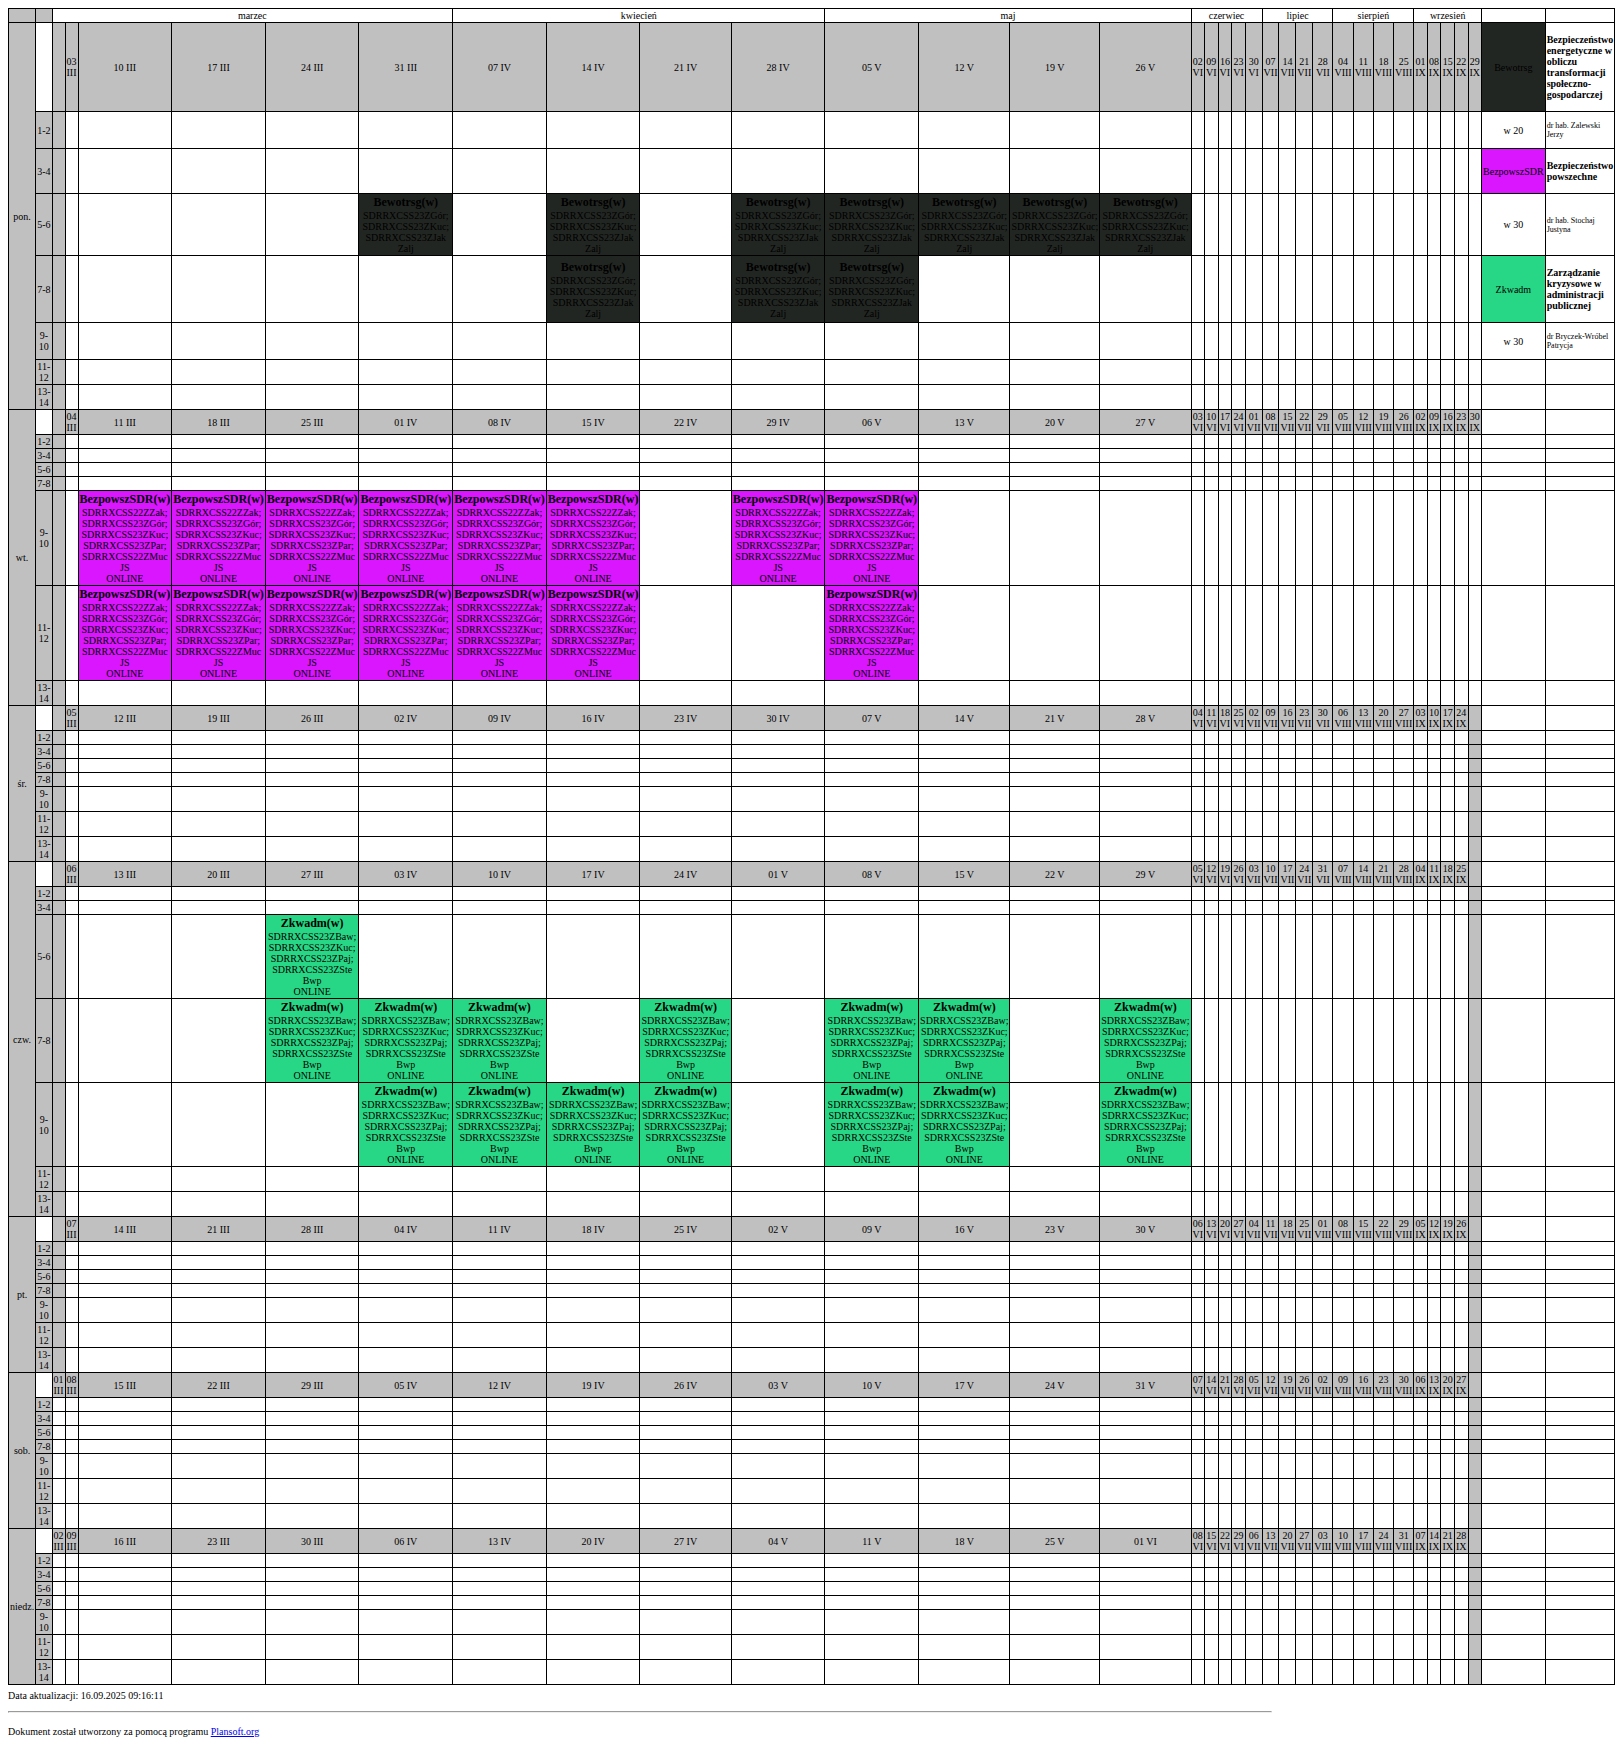 marzec kwiecień maj czerwiec lipiec sierpień wrzesień
pon. 03 III 10 III 17 III 24 III 31 III 07 IV 14 IV 21 IV 28 IV 05 V 12 V 19 V 26 V 02 VI 09 VI 16 VI 23 VI 30 VI 07 VII 14 VII 21 VII 28 VII 04 VIII 11 VIII 18 VIII 25 VIII 01 IX 08 IX 15 IX 22 IX 29 IX Bewotrsg Bezpieczeństwo energetyczne w obliczu transformacji społeczno-gospodarczej
1-2 w 20 dr hab. Zalewski Jerzy
3-4 BezpowszSDR Bezpieczeństwo powszechne
5-6 Bewotrsg(w) Bewotrsg(w) Bewotrsg(w) Bewotrsg(w) Bewotrsg(w) Bewotrsg(w) Bewotrsg(w) w 30 dr hab. Stochaj Justyna
SDRRXCSS23ZGór; SDRRXCSS23ZGór; SDRRXCSS23ZGór; SDRRXCSS23ZGór; SDRRXCSS23ZGór; SDRRXCSS23ZGór; SDRRXCSS23ZGór;
SDRRXCSS23ZKuc; SDRRXCSS23ZKuc; SDRRXCSS23ZKuc; SDRRXCSS23ZKuc; SDRRXCSS23ZKuc; SDRRXCSS23ZKuc; SDRRXCSS23ZKuc;
SDRRXCSS23ZJak SDRRXCSS23ZJak SDRRXCSS23ZJak SDRRXCSS23ZJak SDRRXCSS23ZJak SDRRXCSS23ZJak SDRRXCSS23ZJak
Zalj Zalj Zalj Zalj Zalj Zalj Zalj
7-8 Bewotrsg(w) Bewotrsg(w) Bewotrsg(w) Zkwadm Zarządzanie kryzysowe w administracji publicznej
SDRRXCSS23ZGór; SDRRXCSS23ZGór; SDRRXCSS23ZGór;
SDRRXCSS23ZKuc; SDRRXCSS23ZKuc; SDRRXCSS23ZKuc;
SDRRXCSS23ZJak SDRRXCSS23ZJak SDRRXCSS23ZJak
Zalj Zalj Zalj
9-10 w 30 dr Bryczek-Wróbel Patrycja
11-12
13-14
wt. 04 III 11 III 18 III 25 III 01 IV 08 IV 15 IV 22 IV 29 IV 06 V 13 V 20 V 27 V 03 VI 10 VI 17 VI 24 VI 01 VII 08 VII 15 VII 22 VII 29 VII 05 VIII 12 VIII 19 VIII 26 VIII 02 IX 09 IX 16 IX 23 IX 30 IX
1-2
3-4
5-6
7-8
9-10 BezpowszSDR(w) BezpowszSDR(w) BezpowszSDR(w) BezpowszSDR(w) BezpowszSDR(w) BezpowszSDR(w) BezpowszSDR(w) BezpowszSDR(w)
SDRRXCSS22ZZak; SDRRXCSS22ZZak; SDRRXCSS22ZZak; SDRRXCSS22ZZak; SDRRXCSS22ZZak; SDRRXCSS22ZZak; SDRRXCSS22ZZak; SDRRXCSS22ZZak;
SDRRXCSS23ZGór; SDRRXCSS23ZGór; SDRRXCSS23ZGór; SDRRXCSS23ZGór; SDRRXCSS23ZGór; SDRRXCSS23ZGór; SDRRXCSS23ZGór; SDRRXCSS23ZGór;
SDRRXCSS23ZKuc; SDRRXCSS23ZKuc; SDRRXCSS23ZKuc; SDRRXCSS23ZKuc; SDRRXCSS23ZKuc; SDRRXCSS23ZKuc; SDRRXCSS23ZKuc; SDRRXCSS23ZKuc;
SDRRXCSS23ZPar; SDRRXCSS23ZPar; SDRRXCSS23ZPar; SDRRXCSS23ZPar; SDRRXCSS23ZPar; SDRRXCSS23ZPar; SDRRXCSS23ZPar; SDRRXCSS23ZPar;
SDRRXCSS22ZMuc SDRRXCSS22ZMuc SDRRXCSS22ZMuc SDRRXCSS22ZMuc SDRRXCSS22ZMuc SDRRXCSS22ZMuc SDRRXCSS22ZMuc SDRRXCSS22ZMuc
JS JS JS JS JS JS JS JS
ONLINE ONLINE ONLINE ONLINE ONLINE ONLINE ONLINE ONLINE
11-12 BezpowszSDR(w) BezpowszSDR(w) BezpowszSDR(w) BezpowszSDR(w) BezpowszSDR(w) BezpowszSDR(w) BezpowszSDR(w)
SDRRXCSS22ZZak; SDRRXCSS22ZZak; SDRRXCSS22ZZak; SDRRXCSS22ZZak; SDRRXCSS22ZZak; SDRRXCSS22ZZak; SDRRXCSS22ZZak;
SDRRXCSS23ZGór; SDRRXCSS23ZGór; SDRRXCSS23ZGór; SDRRXCSS23ZGór; SDRRXCSS23ZGór; SDRRXCSS23ZGór; SDRRXCSS23ZGór;
SDRRXCSS23ZKuc; SDRRXCSS23ZKuc; SDRRXCSS23ZKuc; SDRRXCSS23ZKuc; SDRRXCSS23ZKuc; SDRRXCSS23ZKuc; SDRRXCSS23ZKuc;
SDRRXCSS23ZPar; SDRRXCSS23ZPar; SDRRXCSS23ZPar; SDRRXCSS23ZPar; SDRRXCSS23ZPar; SDRRXCSS23ZPar; SDRRXCSS23ZPar;
SDRRXCSS22ZMuc SDRRXCSS22ZMuc SDRRXCSS22ZMuc SDRRXCSS22ZMuc SDRRXCSS22ZMuc SDRRXCSS22ZMuc SDRRXCSS22ZMuc
JS JS JS JS JS JS JS
ONLINE ONLINE ONLINE ONLINE ONLINE ONLINE ONLINE
13-14
śr. 05 III 12 III 19 III 26 III 02 IV 09 IV 16 IV 23 IV 30 IV 07 V 14 V 21 V 28 V 04 VI 11 VI 18 VI 25 VI 02 VII 09 VII 16 VII 23 VII 30 VII 06 VIII 13 VIII 20 VIII 27 VIII 03 IX 10 IX 17 IX 24 IX
1-2
3-4
5-6
7-8
9-10
11-12
13-14
czw. 06 III 13 III 20 III 27 III 03 IV 10 IV 17 IV 24 IV 01 V 08 V 15 V 22 V 29 V 05 VI 12 VI 19 VI 26 VI 03 VII 10 VII 17 VII 24 VII 31 VII 07 VIII 14 VIII 21 VIII 28 VIII 04 IX 11 IX 18 IX 25 IX
1-2
3-4
5-6 Zkwadm(w)
SDRRXCSS23ZBaw;
SDRRXCSS23ZKuc;
SDRRXCSS23ZPaj;
SDRRXCSS23ZSte
Bwp
ONLINE
7-8 Zkwadm(w) Zkwadm(w) Zkwadm(w) Zkwadm(w) Zkwadm(w) Zkwadm(w) Zkwadm(w)
SDRRXCSS23ZBaw; SDRRXCSS23ZBaw; SDRRXCSS23ZBaw; SDRRXCSS23ZBaw; SDRRXCSS23ZBaw; SDRRXCSS23ZBaw; SDRRXCSS23ZBaw;
SDRRXCSS23ZKuc; SDRRXCSS23ZKuc; SDRRXCSS23ZKuc; SDRRXCSS23ZKuc; SDRRXCSS23ZKuc; SDRRXCSS23ZKuc; SDRRXCSS23ZKuc;
SDRRXCSS23ZPaj; SDRRXCSS23ZPaj; SDRRXCSS23ZPaj; SDRRXCSS23ZPaj; SDRRXCSS23ZPaj; SDRRXCSS23ZPaj; SDRRXCSS23ZPaj;
SDRRXCSS23ZSte SDRRXCSS23ZSte SDRRXCSS23ZSte SDRRXCSS23ZSte SDRRXCSS23ZSte SDRRXCSS23ZSte SDRRXCSS23ZSte
Bwp Bwp Bwp Bwp Bwp Bwp Bwp
ONLINE ONLINE ONLINE ONLINE ONLINE ONLINE ONLINE
9-10 Zkwadm(w) Zkwadm(w) Zkwadm(w) Zkwadm(w) Zkwadm(w) Zkwadm(w) Zkwadm(w)
SDRRXCSS23ZBaw; SDRRXCSS23ZBaw; SDRRXCSS23ZBaw; SDRRXCSS23ZBaw; SDRRXCSS23ZBaw; SDRRXCSS23ZBaw; SDRRXCSS23ZBaw;
SDRRXCSS23ZKuc; SDRRXCSS23ZKuc; SDRRXCSS23ZKuc; SDRRXCSS23ZKuc; SDRRXCSS23ZKuc; SDRRXCSS23ZKuc; SDRRXCSS23ZKuc;
SDRRXCSS23ZPaj; SDRRXCSS23ZPaj; SDRRXCSS23ZPaj; SDRRXCSS23ZPaj; SDRRXCSS23ZPaj; SDRRXCSS23ZPaj; SDRRXCSS23ZPaj;
SDRRXCSS23ZSte SDRRXCSS23ZSte SDRRXCSS23ZSte SDRRXCSS23ZSte SDRRXCSS23ZSte SDRRXCSS23ZSte SDRRXCSS23ZSte
Bwp Bwp Bwp Bwp Bwp Bwp Bwp
ONLINE ONLINE ONLINE ONLINE ONLINE ONLINE ONLINE
11-12
13-14
pt. 07 III 14 III 21 III 28 III 04 IV 11 IV 18 IV 25 IV 02 V 09 V 16 V 23 V 30 V 06 VI 13 VI 20 VI 27 VI 04 VII 11 VII 18 VII 25 VII 01 VIII 08 VIII 15 VIII 22 VIII 29 VIII 05 IX 12 IX 19 IX 26 IX
1-2
3-4
5-6
7-8
9-10
11-12
13-14
sob. 01 III 08 III 15 III 22 III 29 III 05 IV 12 IV 19 IV 26 IV 03 V 10 V 17 V 24 V 31 V 07 VI 14 VI 21 VI 28 VI 05 VII 12 VII 19 VII 26 VII 02 VIII 09 VIII 16 VIII 23 VIII 30 VIII 06 IX 13 IX 20 IX 27 IX
1-2
3-4
5-6
7-8
9-10
11-12
13-14
niedz 02 III 09 III 16 III 23 III 30 III 06 IV 13 IV 20 IV 27 IV 04 V 11 V 18 V 25 V 01 VI 08 VI 15 VI 22 VI 29 VI 06 VII 13 VII 20 VII 27 VII 03 VIII 10 VIII 17 VIII 24 VIII 31 VIII 07 IX 14 IX 21 IX 28 IX
1-2
3-4
5-6
7-8
9-10
11-12
13-14
Data aktualizacji: 16.09.2025 09:16:11
Dokument został utworzony za pomocą programu Plansoft.org